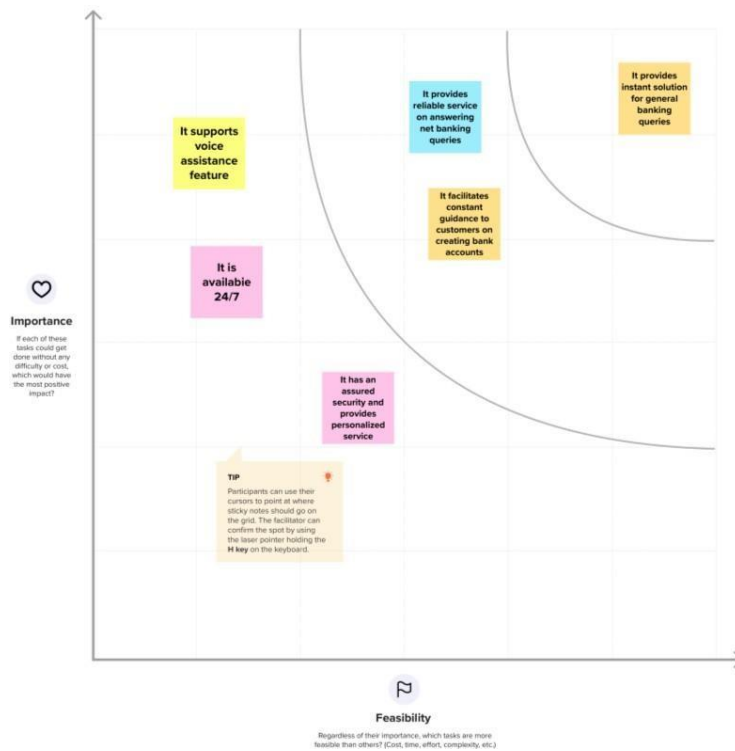 It provides
instant solution
for general
banking
queries
It provides
reliable service
on answering
net banking
queries
It supports
voice
assistance
feature
It facilitates
constant
guidance to
customers on
creating bank
accounts
It is
available
24/7
Importance
If each of these
tasks could get
done without any
difficulty or cost,
which would have
the most positive
impact?
It has an
assured
security and
provides
personalized
service
TIP
Participants can use their
cursors to point at where
sticky notes should go on
the grid. The facilitator can
confirm the spot by using
the laser pointer holding the
H key on the keyboard.
Feasibility
Regardless of their importance, which tasks are more
feasible than others? (Cost, time, effort, complexity, etc.)